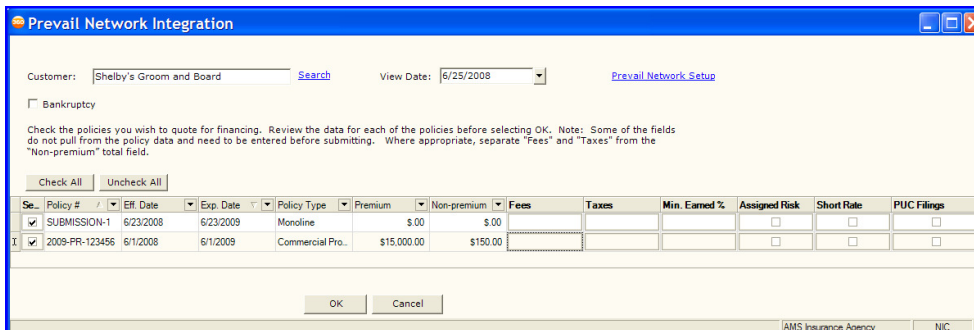 Prevail Network Integration
Customer: Shelby's Groom and Board Search View Date: 6/25/2008 Prevail Network Setup
Bankruptcy
Check the policies you wish to quote for financing. Review the data for each of the policies before selecting OK. Note: Some of the fields
do not pull from the policy data and need to be entered before submitting. Where appropriate, separate "Fees" and "Taxes" from the
"Non-premium" total field.
Check All Uncheck All
Se... Policy # Eff. Date Exp. Date Policy Type Premium Non-premium Fees Taxes Min. Earned % Assigned Risk Short Rate PUC Filings
SUBMISSION-1 6/23/2008 6/23/2009 Monoline $.00 $.00
2009-PR-123456 6/1/2008 6/1/2009 Commercial Pro... $15,000.00 $150.00
OK Cancel
AMS Insurance Agency NIC